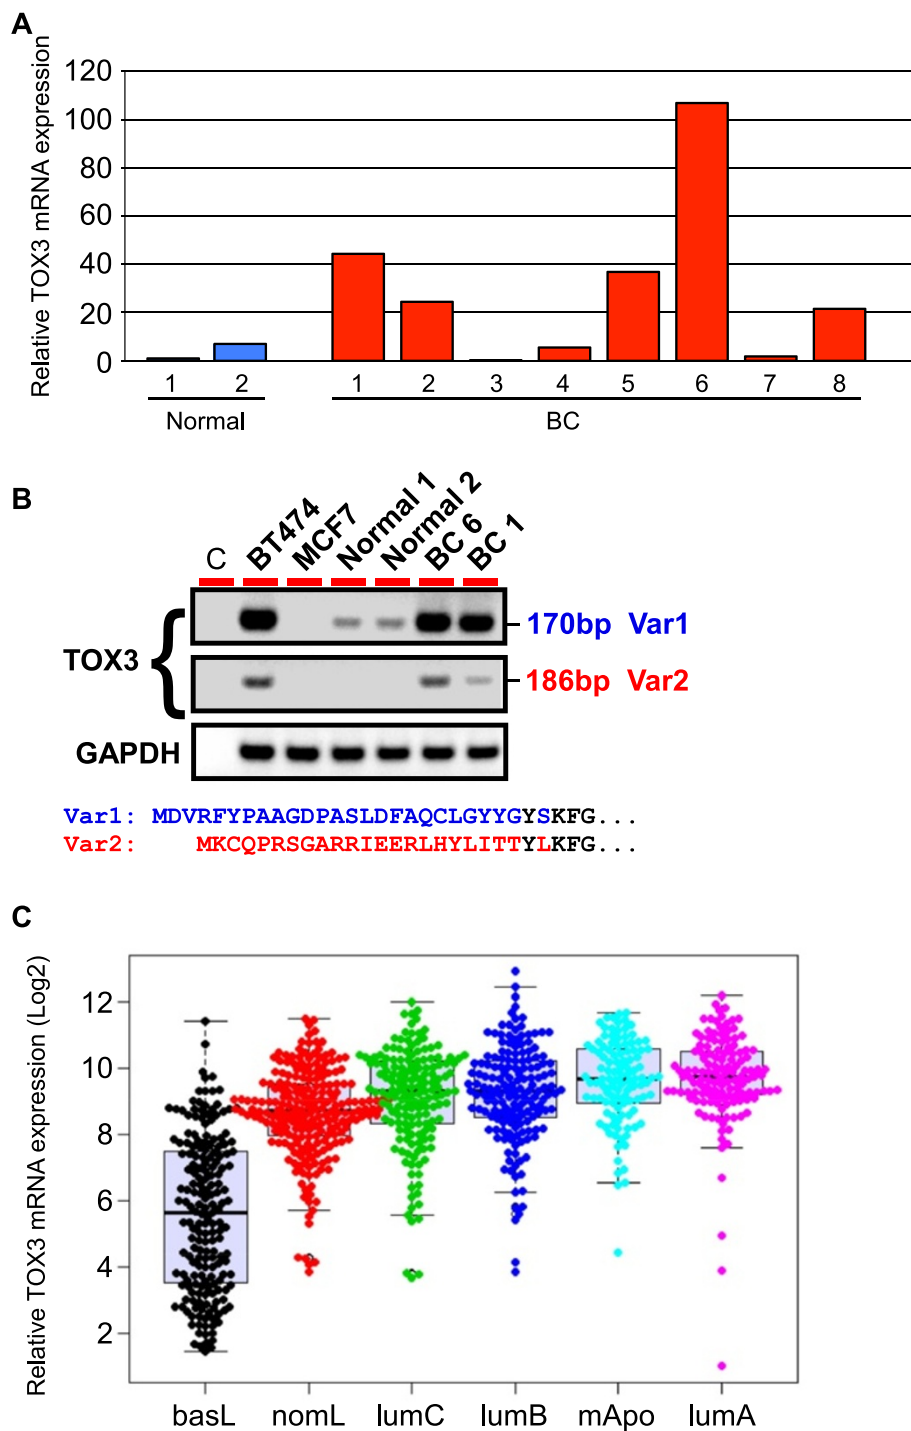 A
Relative TOX3 mRNA expression
120
100
80
60
40
20
0
1 2 1 2 3 4 5 6 7 8
Normal BC
B
C BT474 MCF7 Normal 1 Normal 2 BC 6 BC 1
TOX3
170bp Var1
186bp Var2
GAPDH
Var1: MDVRFYPAAGDPASLDFAQCLGYYGYSKFG...
Var2: MKCQPRSGARRIEERLHYLITTYLKFG...
C
Relative TOX3 mRNA expression (Log2)
12
10
8
6
4
2
basL nomL lumC lumB mApo lumA